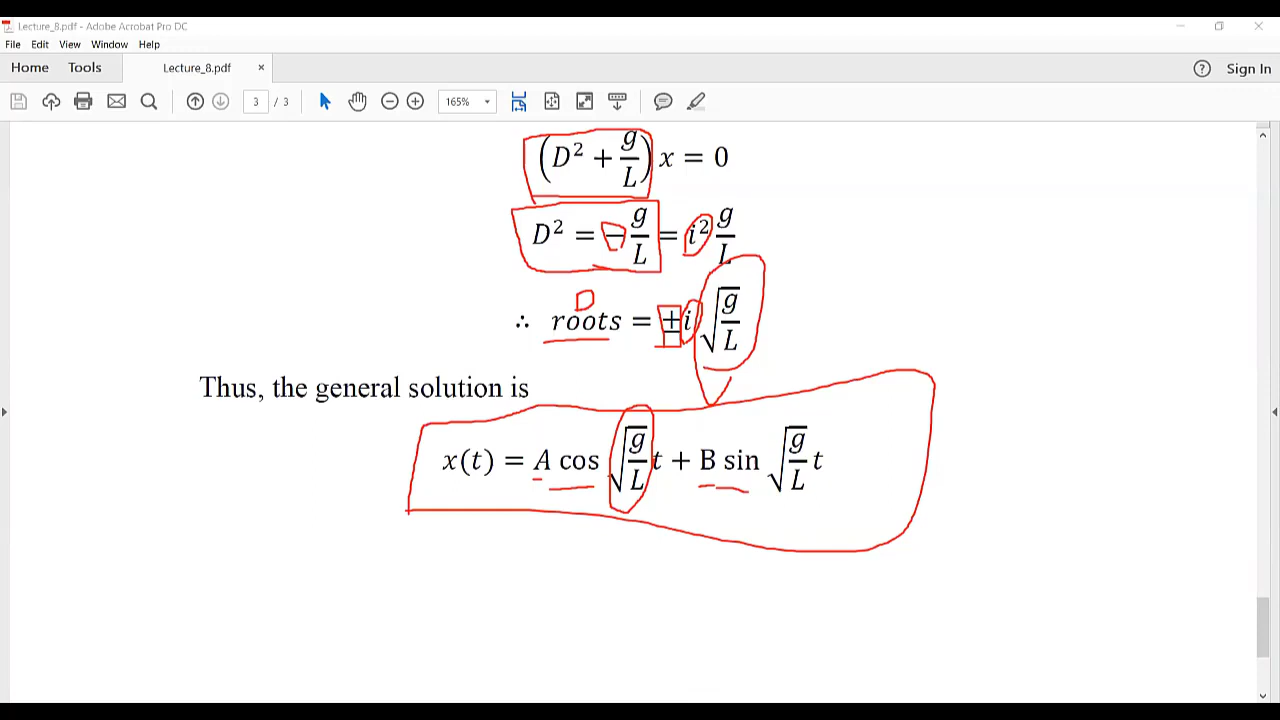 Lecture_8.pdf - Adobe Acrobat Pro DC
File Edit View Window Help
Home Tools Lecture_8.pdf × Sign In
3 / 3 165%
(D² + g/L) x = 0
D² = − g/L = i² g/L
D
∴ roots = ±i √(g/L)
Thus, the general solution is
x(t) = A cos √(g/L) t + B sin √(g/L) t